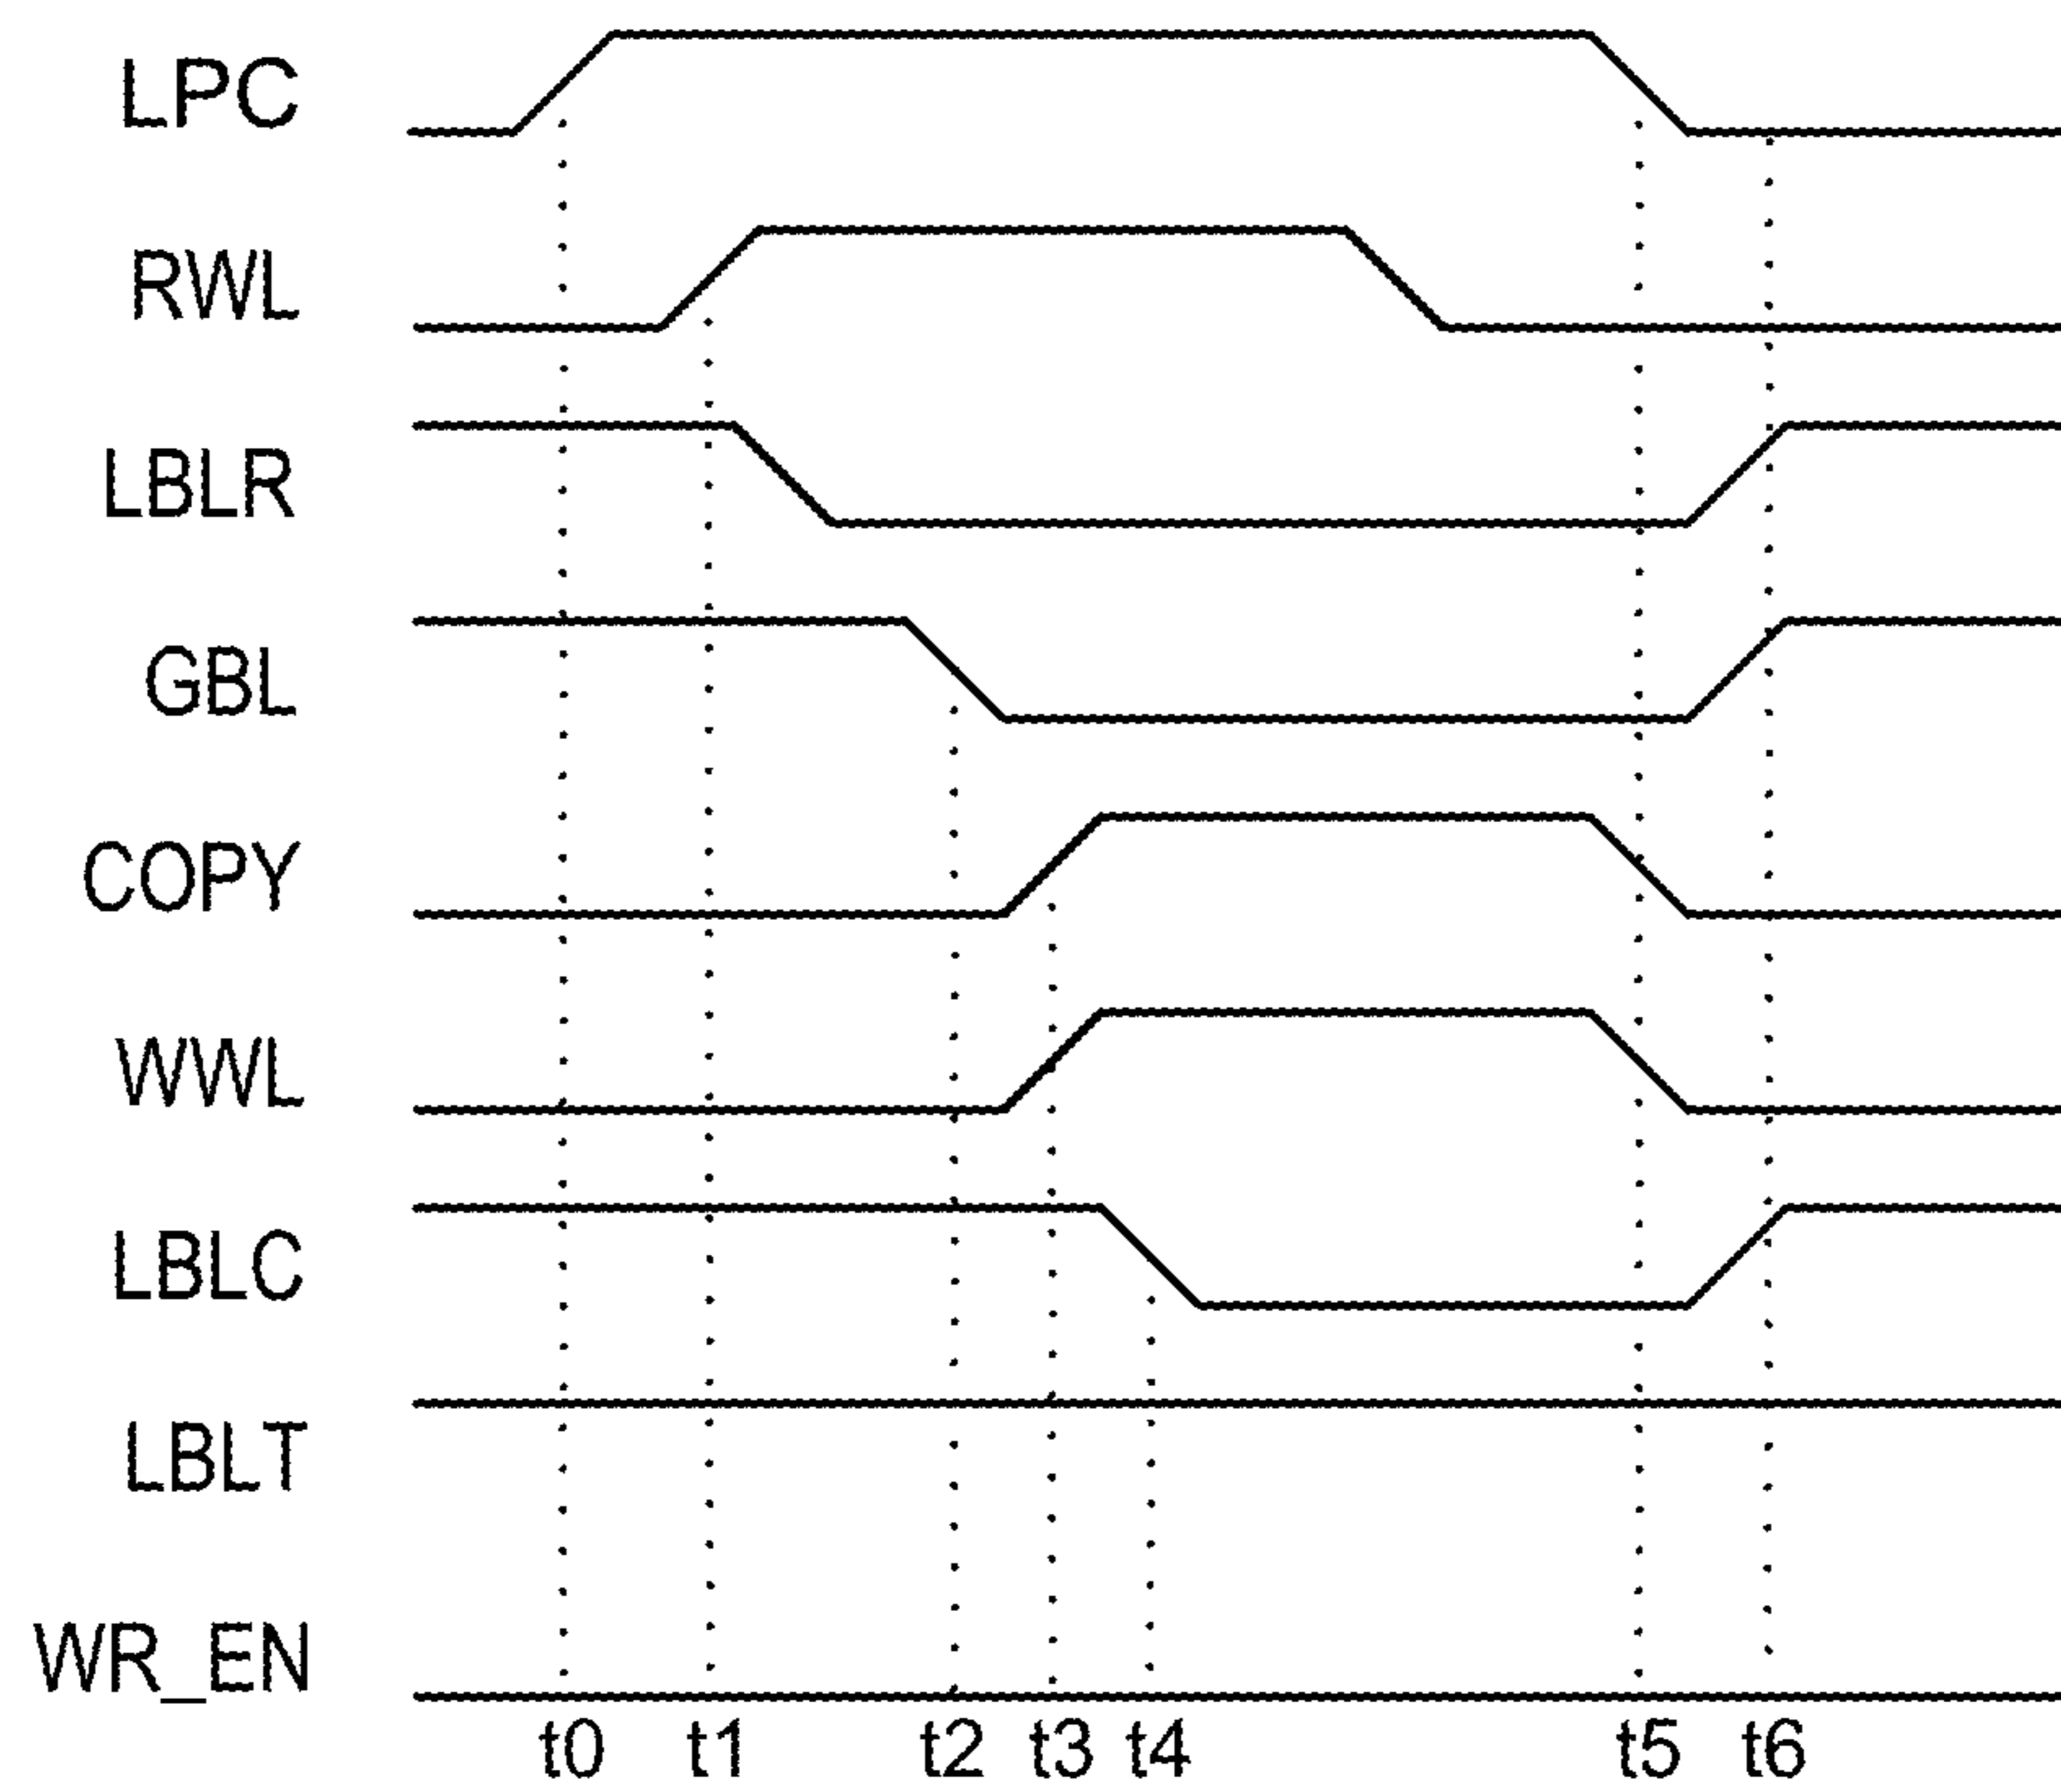 LPC
RWL
LBLR
GBL
COPY
WWL
LBLC
LBLT
WR_EN
t0 t1 t2 t3 t4 t5 t6